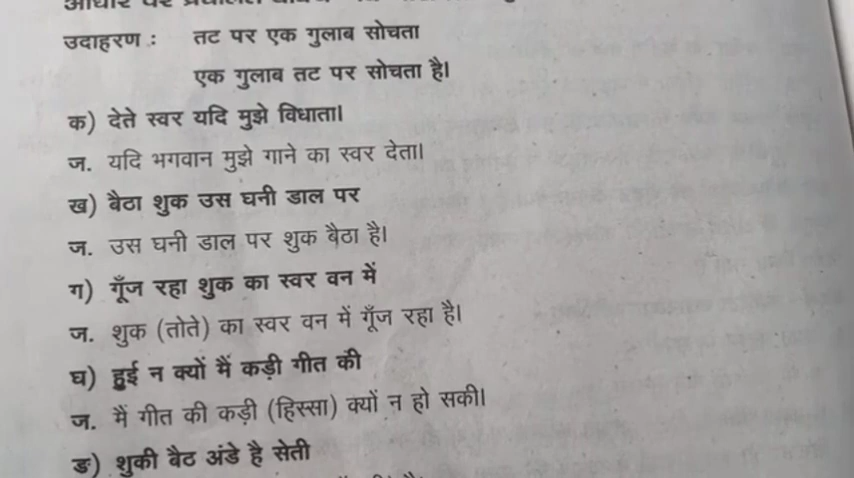 उदाहरण : तट पर एक गुलाब सोचता
एक गुलाब तट पर सोचता है।
क) देते स्वर यदि मुझे विधाता।
ज. यदि भगवान मुझे गाने का स्वर देता।
ख) बैठा शुक उस घनी डाल पर
ज. उस घनी डाल पर शुक बैठा है।
ग) गूँज रहा शुक का स्वर वन में
ज. शुक (तोते) का स्वर वन में गूँज रहा है।
घ) हुई न क्यों मैं कड़ी गीत की
ज. मैं गीत की कड़ी (हिस्सा) क्यों न हो सकी।
ङ) शुकी बैठ अंडे है सेती